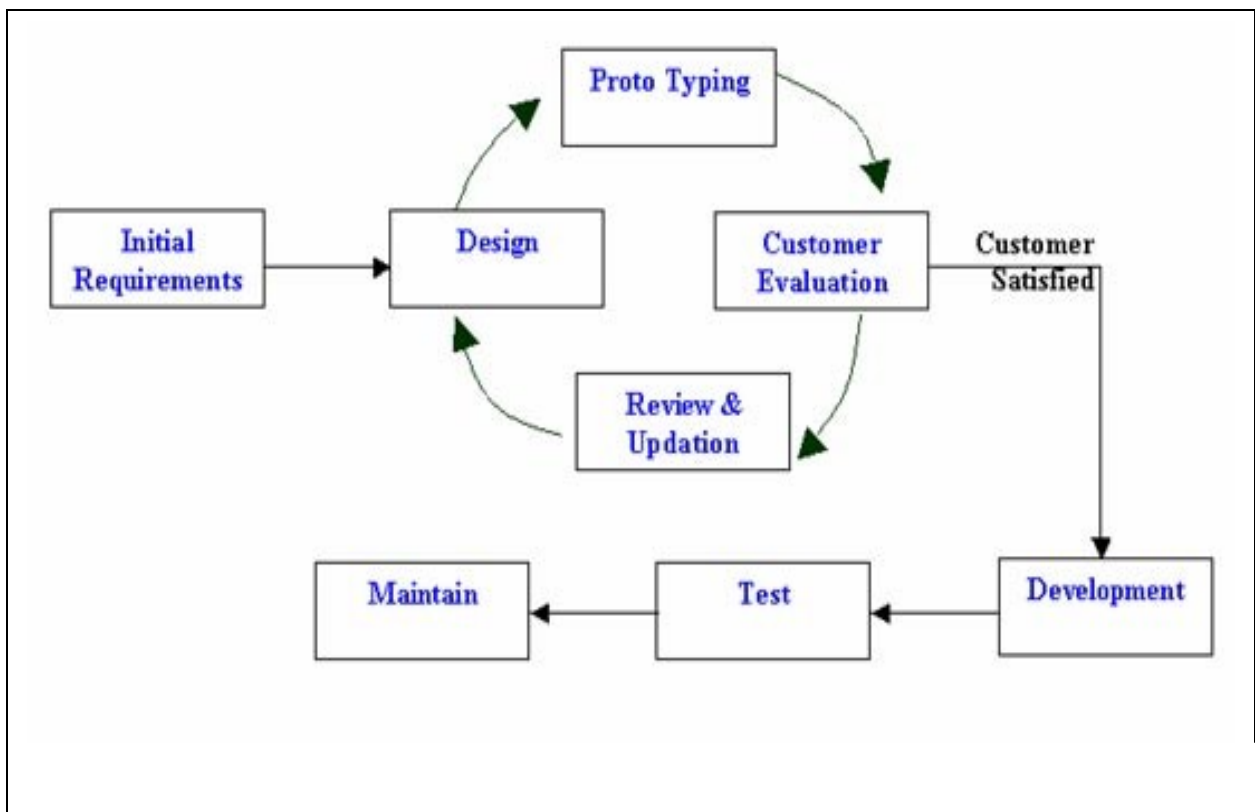 Proto Typing
Initial
Requirements
Design
Customer
Evaluation
Customer
Satisfied
Review &
Updation
Maintain
Test
Development